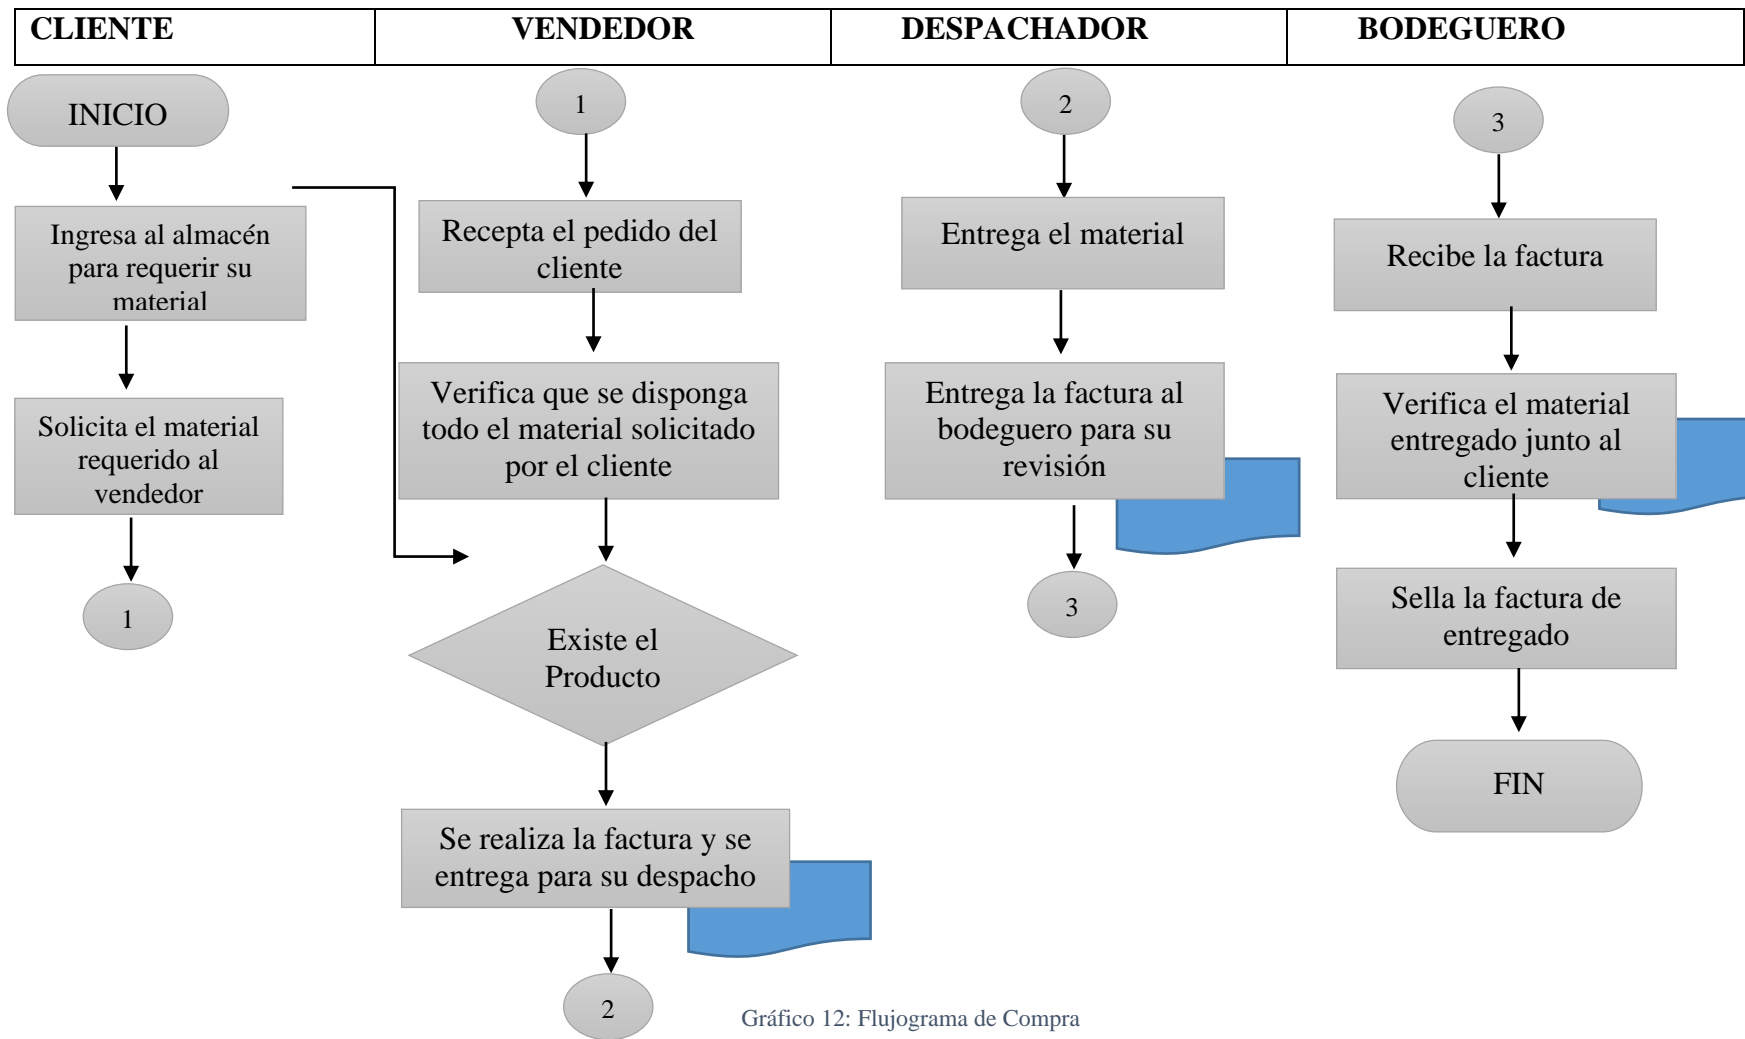 CLIENTE
VENDEDOR
DESPACHADOR
BODEGUERO
INICIO
Ingresa al almacén
para requerir su
material
Solicita el material
requerido al
vendedor
1
1
Recepta el pedido del
cliente
Verifica que se disponga
todo el material solicitado
por el cliente
Existe el
Producto
Se realiza la factura y se
entrega para su despacho
2
2
Entrega el material
Entrega la factura al
bodeguero para su
revisión
3
3
Recibe la factura
Verifica el material
entregado junto al
cliente
Sella la factura de
entregado
FIN
Gráfico 12: Flujograma de Compra